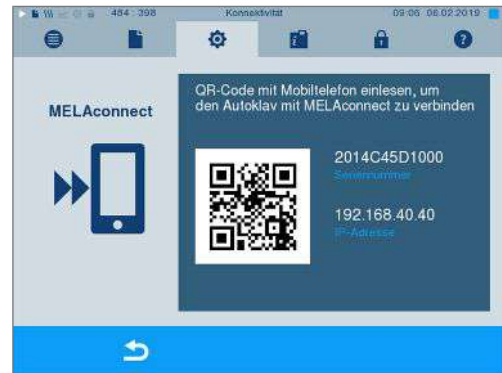 484 : 398 Konnektivität 09:06 06.02.2019
MELAconnect
QR-Code mit Mobiltelefon einlesen, um
den Autoklav mit MELAconnect zu verbinden
2014C45D1000
Seriennummer
192.168.40.40
IP-Adresse